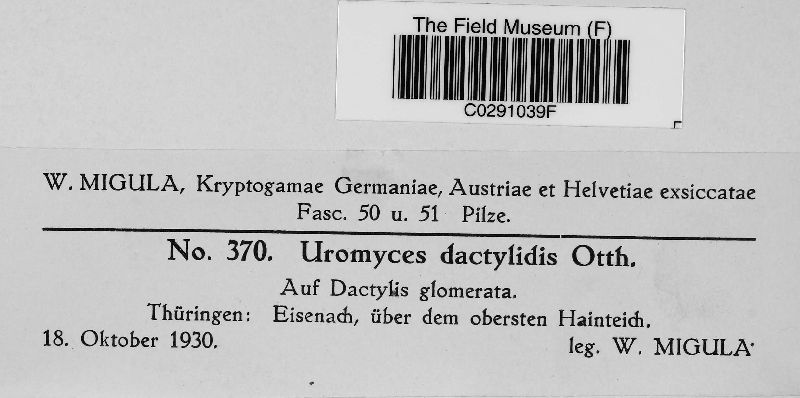 The Field Museum (F)
C0291039F
W. MIGULA, Kryptogamae Germaniae, Austriae et Helvetiae exsiccatae
Fasc. 50 u. 51 Pilze.
No. 370. Uromyces dactylidis Otth.
Auf Dactylis glomerata.
Thüringen: Eisenach, über dem obersten Hainteich.
18. Oktober 1930. leg. W. MIGULA